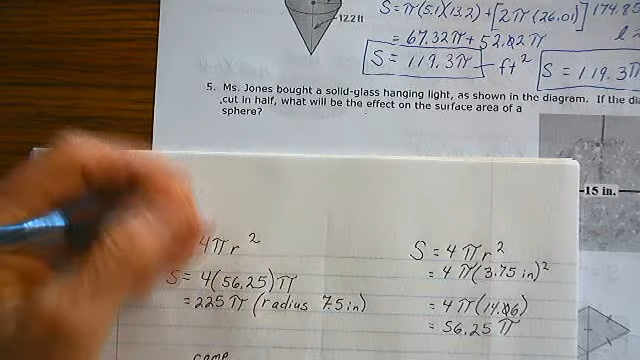 S = π(5.1)(13.2) + [2π(26.01)] 174.85
12.2 ft
= 67.32π + 52.02π
S = 119.3π ft²
S = 119.3π
5. Ms. Jones bought a solid-glass hanging light, as shown in the diagram. If the dia
cut in half, what will be the effect on the surface area of a
sphere?
15 in.
4πr²
S = 4(56.25)π
= 225π (radius 7.5 in)
S = 4πr²
= 4π(3.75 in)²
= 4π(14.06)
= 56.25π